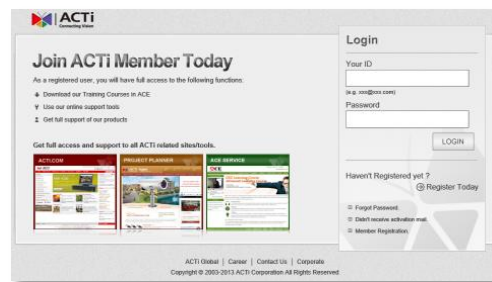 ACTi
Connecting Vision
Join ACTi Member Today
As a registered user, you will have full access to the following functions:
Download our Training Courses in ACE
Use our online support tools
Get full support of our products
Get full access and support to all ACTi related sites/tools.
ACTI.COM
PROJECT PLANNER
ACE SERVICE
Login
Your ID
(e.g. xxx@xxx.com)
Password
LOGIN
Haven't Registered yet ?
Register Today
Forgot Password.
Didn't receive activation mail.
Member Registration.
ACTi Global | Career | Contact Us | Corporate
Copyright © 2003-2013 ACTi Corporation All Rights Reserved